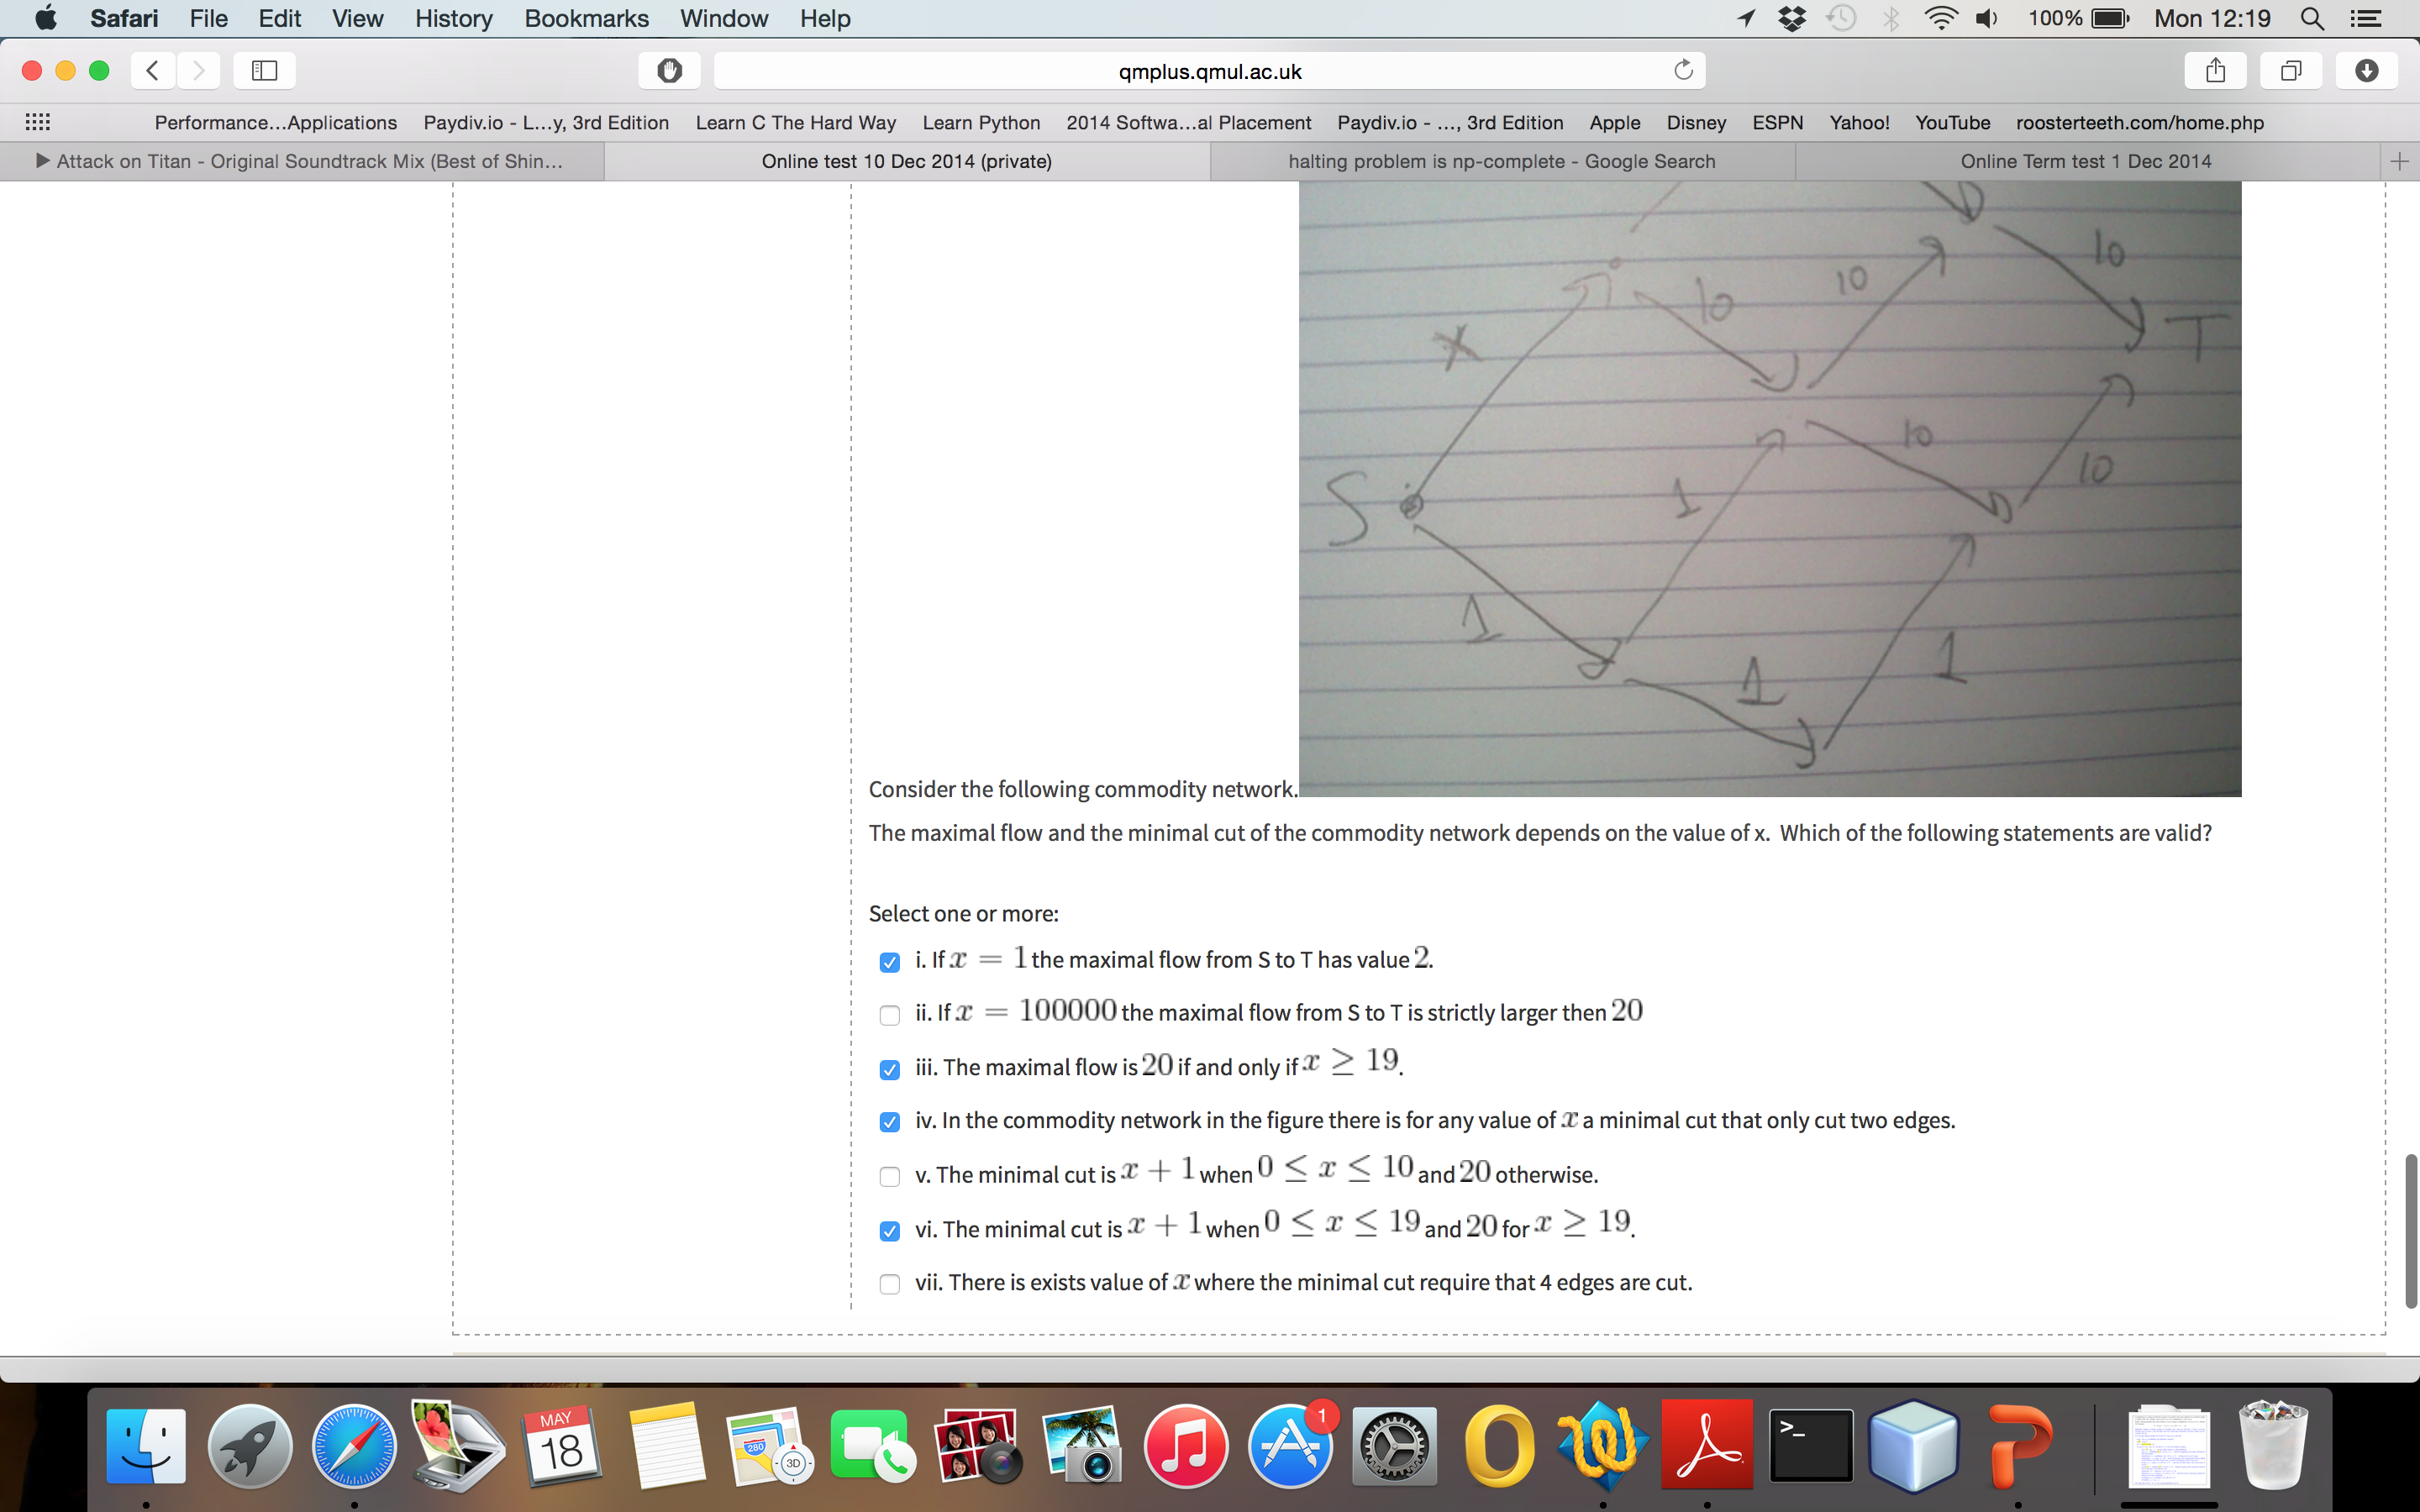 Safari File Edit View History Bookmarks Window Help 100% Mon 12:19
qmplus.qmul.ac.uk
Performance...Applications Paydiv.io - L...y, 3rd Edition Learn C The Hard Way Learn Python 2014 Softwa...al Placement Paydiv.io - ..., 3rd Edition Apple Disney ESPN Yahoo! YouTube roosterteeth.com/home.php
▶ Attack on Titan - Original Soundtrack Mix (Best of Shin... Online test 10 Dec 2014 (private) halting problem is np-complete - Google Search Online Term test 1 Dec 2014
10
10 10
X T
10
10
S 1
1 1
1
Consider the following commodity network.
The maximal flow and the minimal cut of the commodity network depends on the value of x. Which of the following statements are valid?
Select one or more:
i. If x = 1 the maximal flow from S to T has value 2.
ii. If x = 100000 the maximal flow from S to T is strictly larger then 20
iii. The maximal flow is 20 if and only if x ≥ 19.
iv. In the commodity network in the figure there is for any value of x a minimal cut that only cut two edges.
v. The minimal cut is x + 1 when 0 ≤ x ≤ 10 and 20 otherwise.
vi. The minimal cut is x + 1 when 0 ≤ x ≤ 19 and 20 for x ≥ 19.
vii. There is exists value of x where the minimal cut require that 4 edges are cut.
MAY
18
280
3D
1
>_